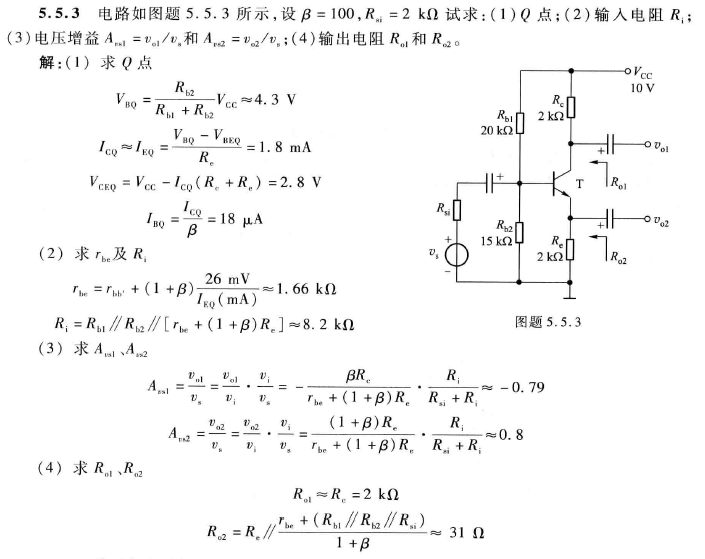 5.5.3 电路如图题 5.5.3 所示,设 β = 100, R_si = 2 kΩ 试求:(1) Q 点;(2) 输入电阻 R_i;
(3) 电压增益 A_vs1 = v_o1/v_s 和 A_vs2 = v_o2/v_s;(4) 输出电阻 R_o1 和 R_o2。
解:(1) 求 Q 点
V_BQ = R_b2/(R_b1 + R_b2) V_CC ≈ 4.3 V
I_CQ ≈ I_EQ = (V_BQ − V_BEQ)/R_e = 1.8 mA
V_CEQ = V_CC − I_CQ(R_c + R_e) = 2.8 V
I_BQ = I_CQ/β = 18 μA
(2) 求 r_be 及 R_i
r_be = r_bb' + (1 + β) 26 mV/I_EQ(mA) ≈ 1.66 kΩ
R_i = R_b1 // R_b2 // [r_be + (1 + β)R_e] ≈ 8.2 kΩ
V_CC
10 V
R_b1
20 kΩ
R_c
2 kΩ
+
v_o1
+
T
R_o1
R_si
R_b2
15 kΩ
+
v_o2
+
v_s
−
R_e
2 kΩ
R_o2
图题 5.5.3
(3) 求 A_vs1、A_vs2
A_vs1 = v_o1/v_s = v_o1/v_i · v_i/v_s = − βR_c/(r_be + (1 + β)R_e) · R_i/(R_si + R_i) ≈ − 0.79
A_vs2 = v_o2/v_s = v_o2/v_i · v_i/v_s = (1 + β)R_e/(r_be + (1 + β)R_e) · R_i/(R_si + R_i) ≈ 0.8
(4) 求 R_o1、R_o2
R_o1 ≈ R_c = 2 kΩ
R_o2 = R_e // (r_be + (R_b1 // R_b2 // R_si))/(1 + β) ≈ 31 Ω